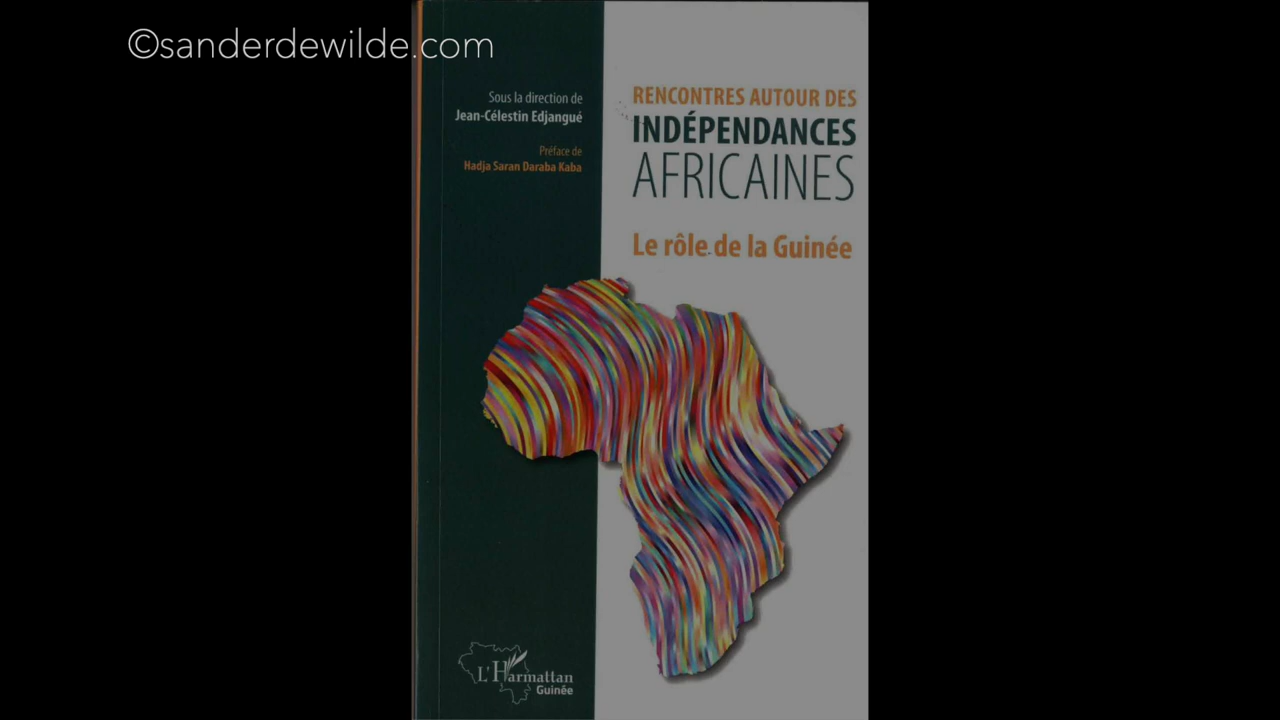 ©sanderdewilde.com
Sous la direction de
Jean-Célestin Edjangué
Préface de
Hadja Saran Daraba Kaba
RENCONTRES AUTOUR DES
INDÉPENDANCES
AFRICAINES
Le rôle de la Guinée
L'Harmattan
Guinée